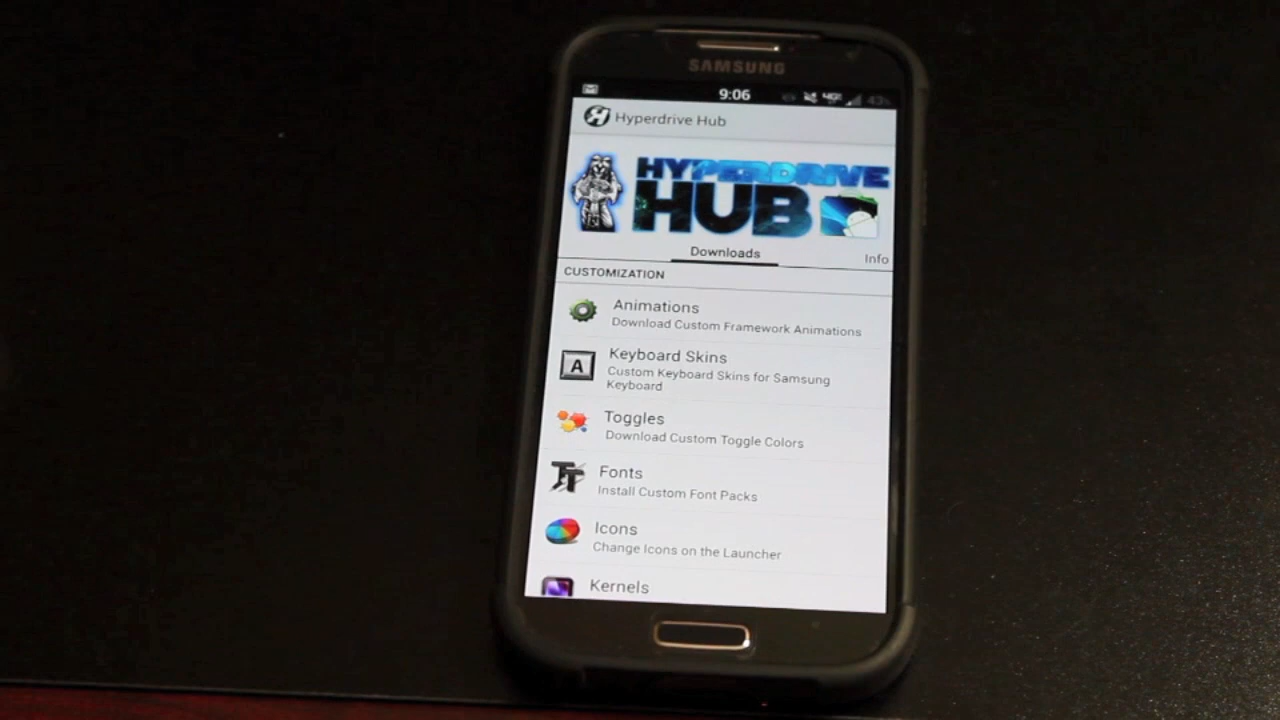 SAMSUNG
9:06
43%
Hyperdrive Hub
HYPERDRIVE
HUB
Downloads
Info
CUSTOMIZATION
Animations
Download Custom Framework Animations
A
Keyboard Skins
Custom Keyboard Skins for Samsung
Keyboard
Toggles
Download Custom Toggle Colors
TT
Fonts
Install Custom Font Packs
Icons
Change Icons on the Launcher
Kernels